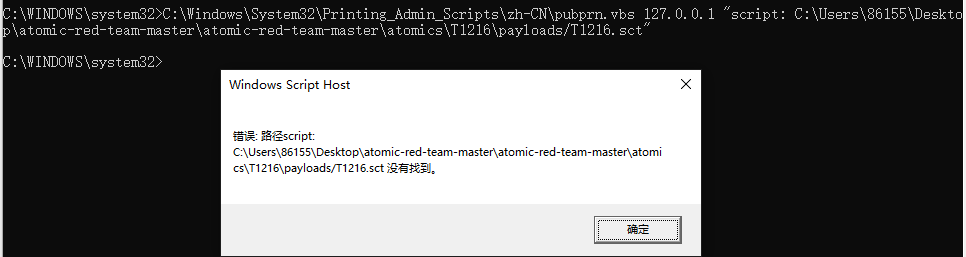 C:\WINDOWS\system32>C:\Windows\System32\Printing_Admin_Scripts\zh-CN\pubprn.vbs 127.0.0.1 "script: C:\Users\86155\Deskto
p\atomic-red-team-master\atomic-red-team-master\atomics\T1216\payloads/T1216.sct"
C:\WINDOWS\system32>
Windows Script Host
错误: 路径script:
C:\Users\86155\Desktop\atomic-red-team-master\atomic-red-team-master\atomi
cs\T1216\payloads/T1216.sct 没有找到。
确定